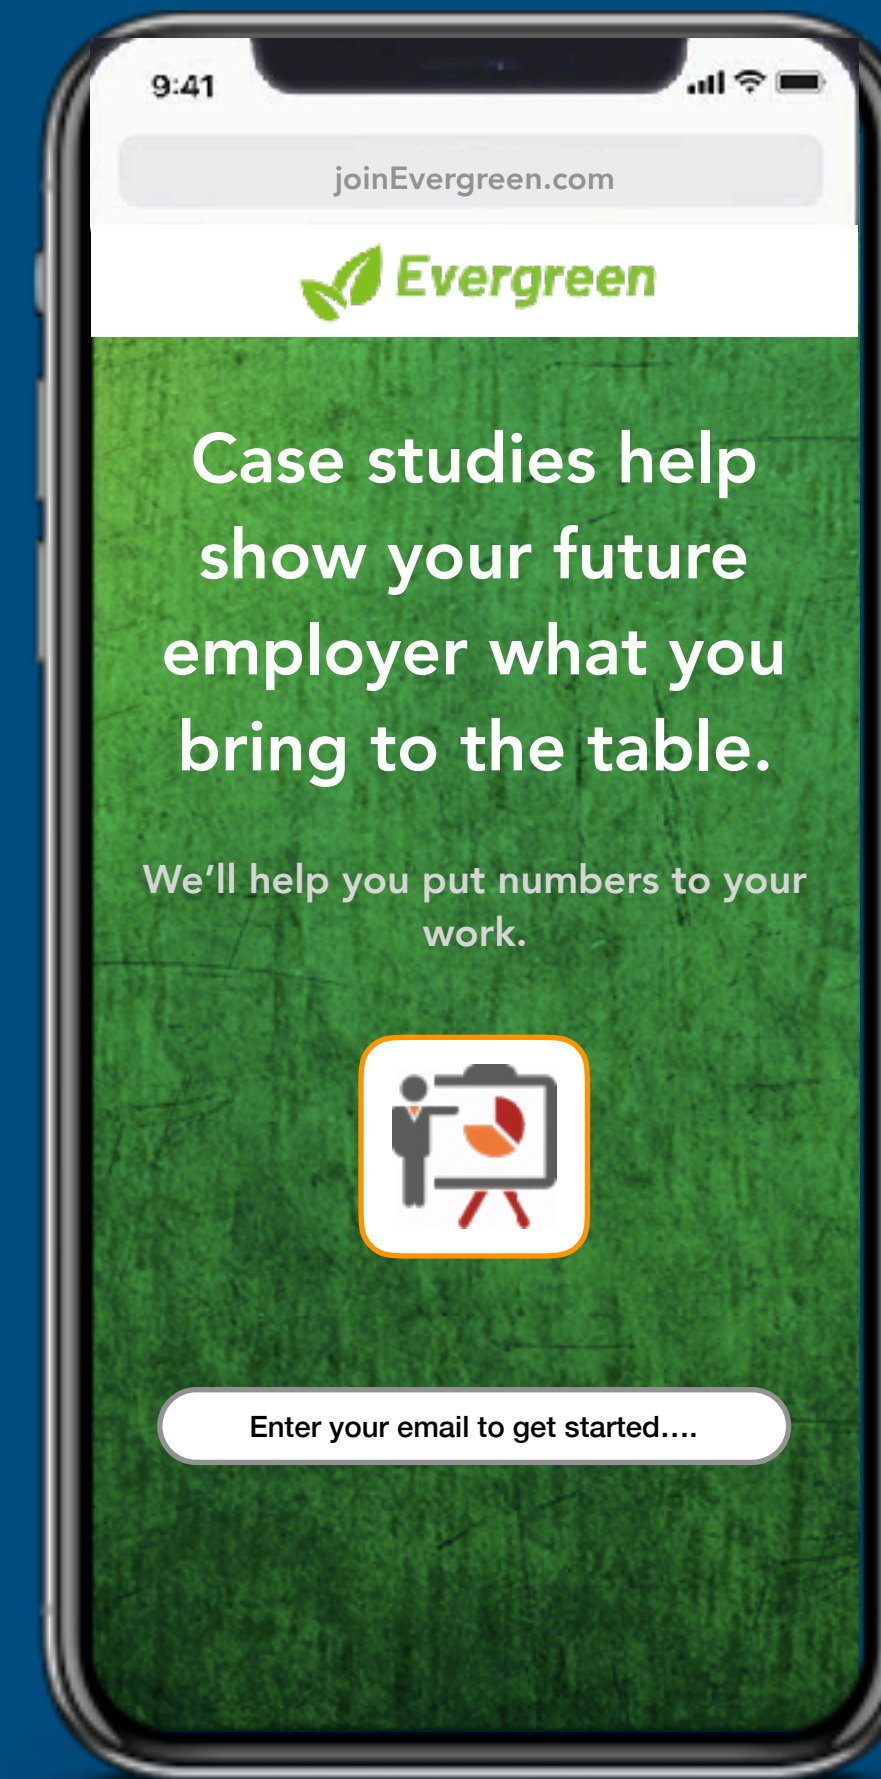 9:41
joinEvergreen.com
Evergreen
Case studies help
show your future
employer what you
bring to the table.
We’ll help you put numbers to your
work.
Enter your email to get started....